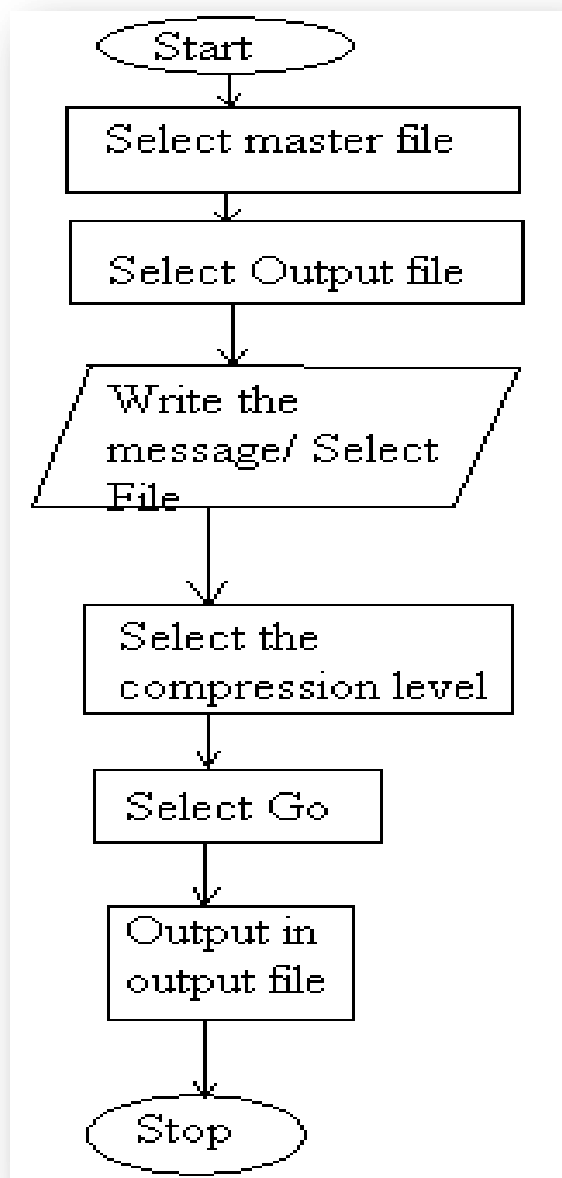 Start
Select master file
Select Output file
Write the
message/ Select
File
Select the
compression level
Select Go
Output in
output file
Stop